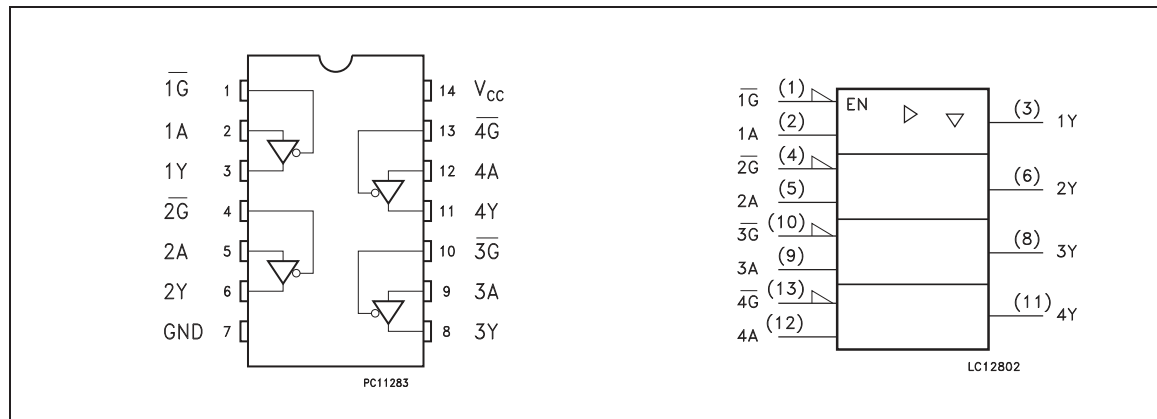 1G̅ 1 14 VCC
1A 2 13 4G̅
1Y 3 12 4A
2G̅ 4 11 4Y
2A 5 10 3G̅
2Y 6 9 3A
GND 7 8 3Y
PC11283
1G̅ (1) EN (3) 1Y
1A (2)
2G̅ (4) (6) 2Y
2A (5)
3G̅ (10) (8) 3Y
3A (9)
4G̅ (13) (11) 4Y
4A (12)
LC12802